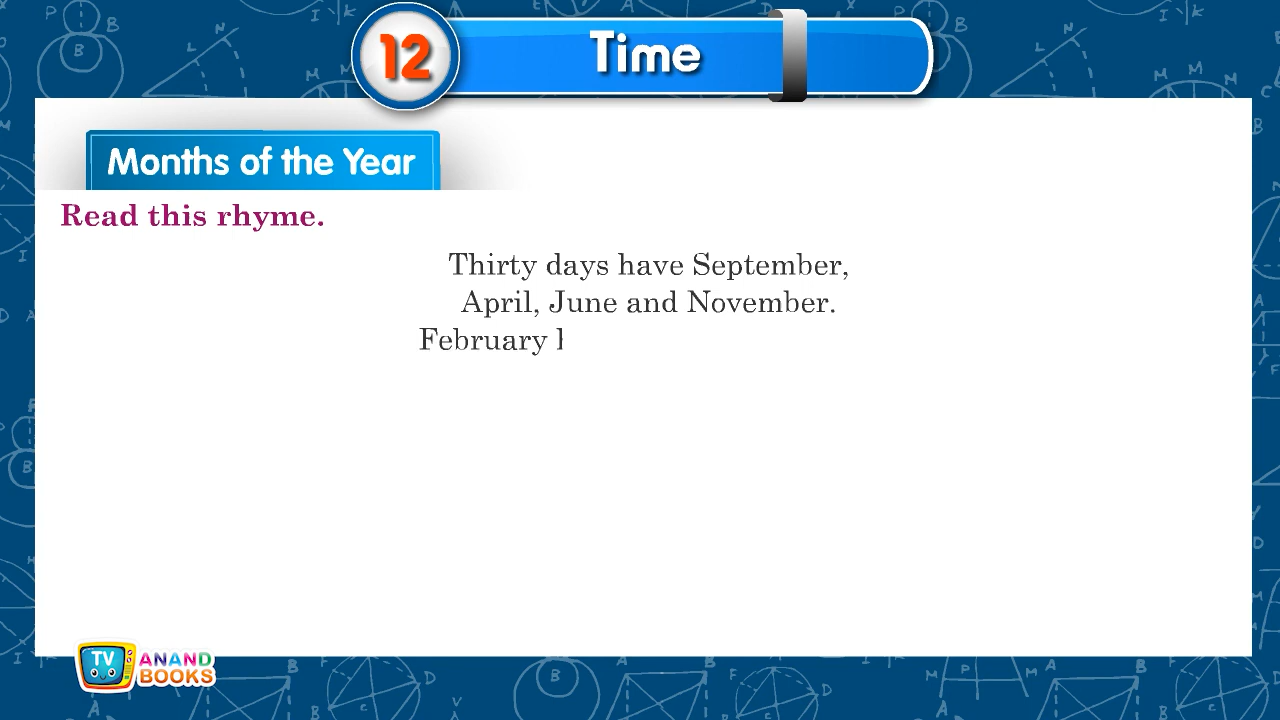 12
Time
Months of the Year
Read this rhyme.
Thirty days have September,
April, June and November.
February
TV ANAND
BOOKS